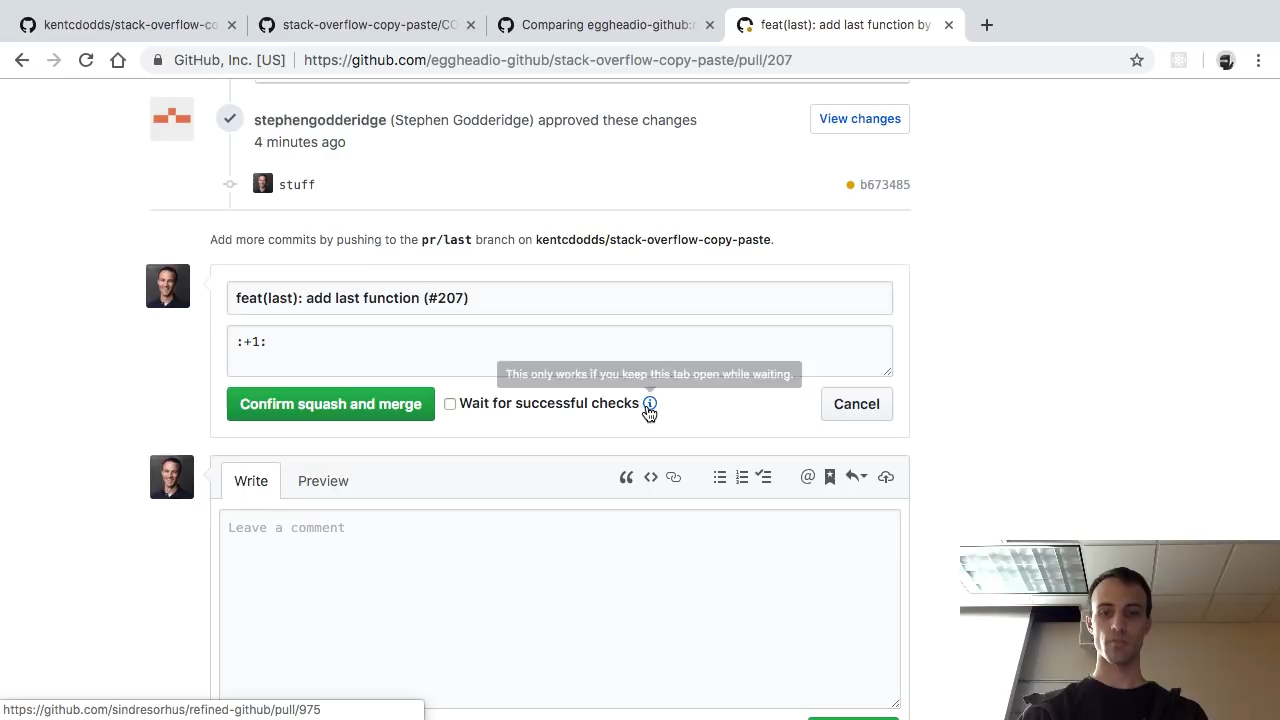 kentcdodds/stack-overflow-co
stack-overflow-copy-paste/CO
Comparing eggheadio-github:
feat(last): add last function by
GitHub, Inc. [US]
https://github.com/eggheadio-github/stack-overflow-copy-paste/pull/207
stephengodderidge (Stephen Godderidge) approved these changes
View changes
4 minutes ago
stuff
b673485
Add more commits by pushing to the pr/last branch on kentcdodds/stack-overflow-copy-paste.
feat(last): add last function (#207)
:+1:
This only works if you keep this tab open while waiting.
Confirm squash and merge
Wait for successful checks
Cancel
Write
Preview
Leave a comment
https://github.com/sindresorhus/refined-github/pull/975